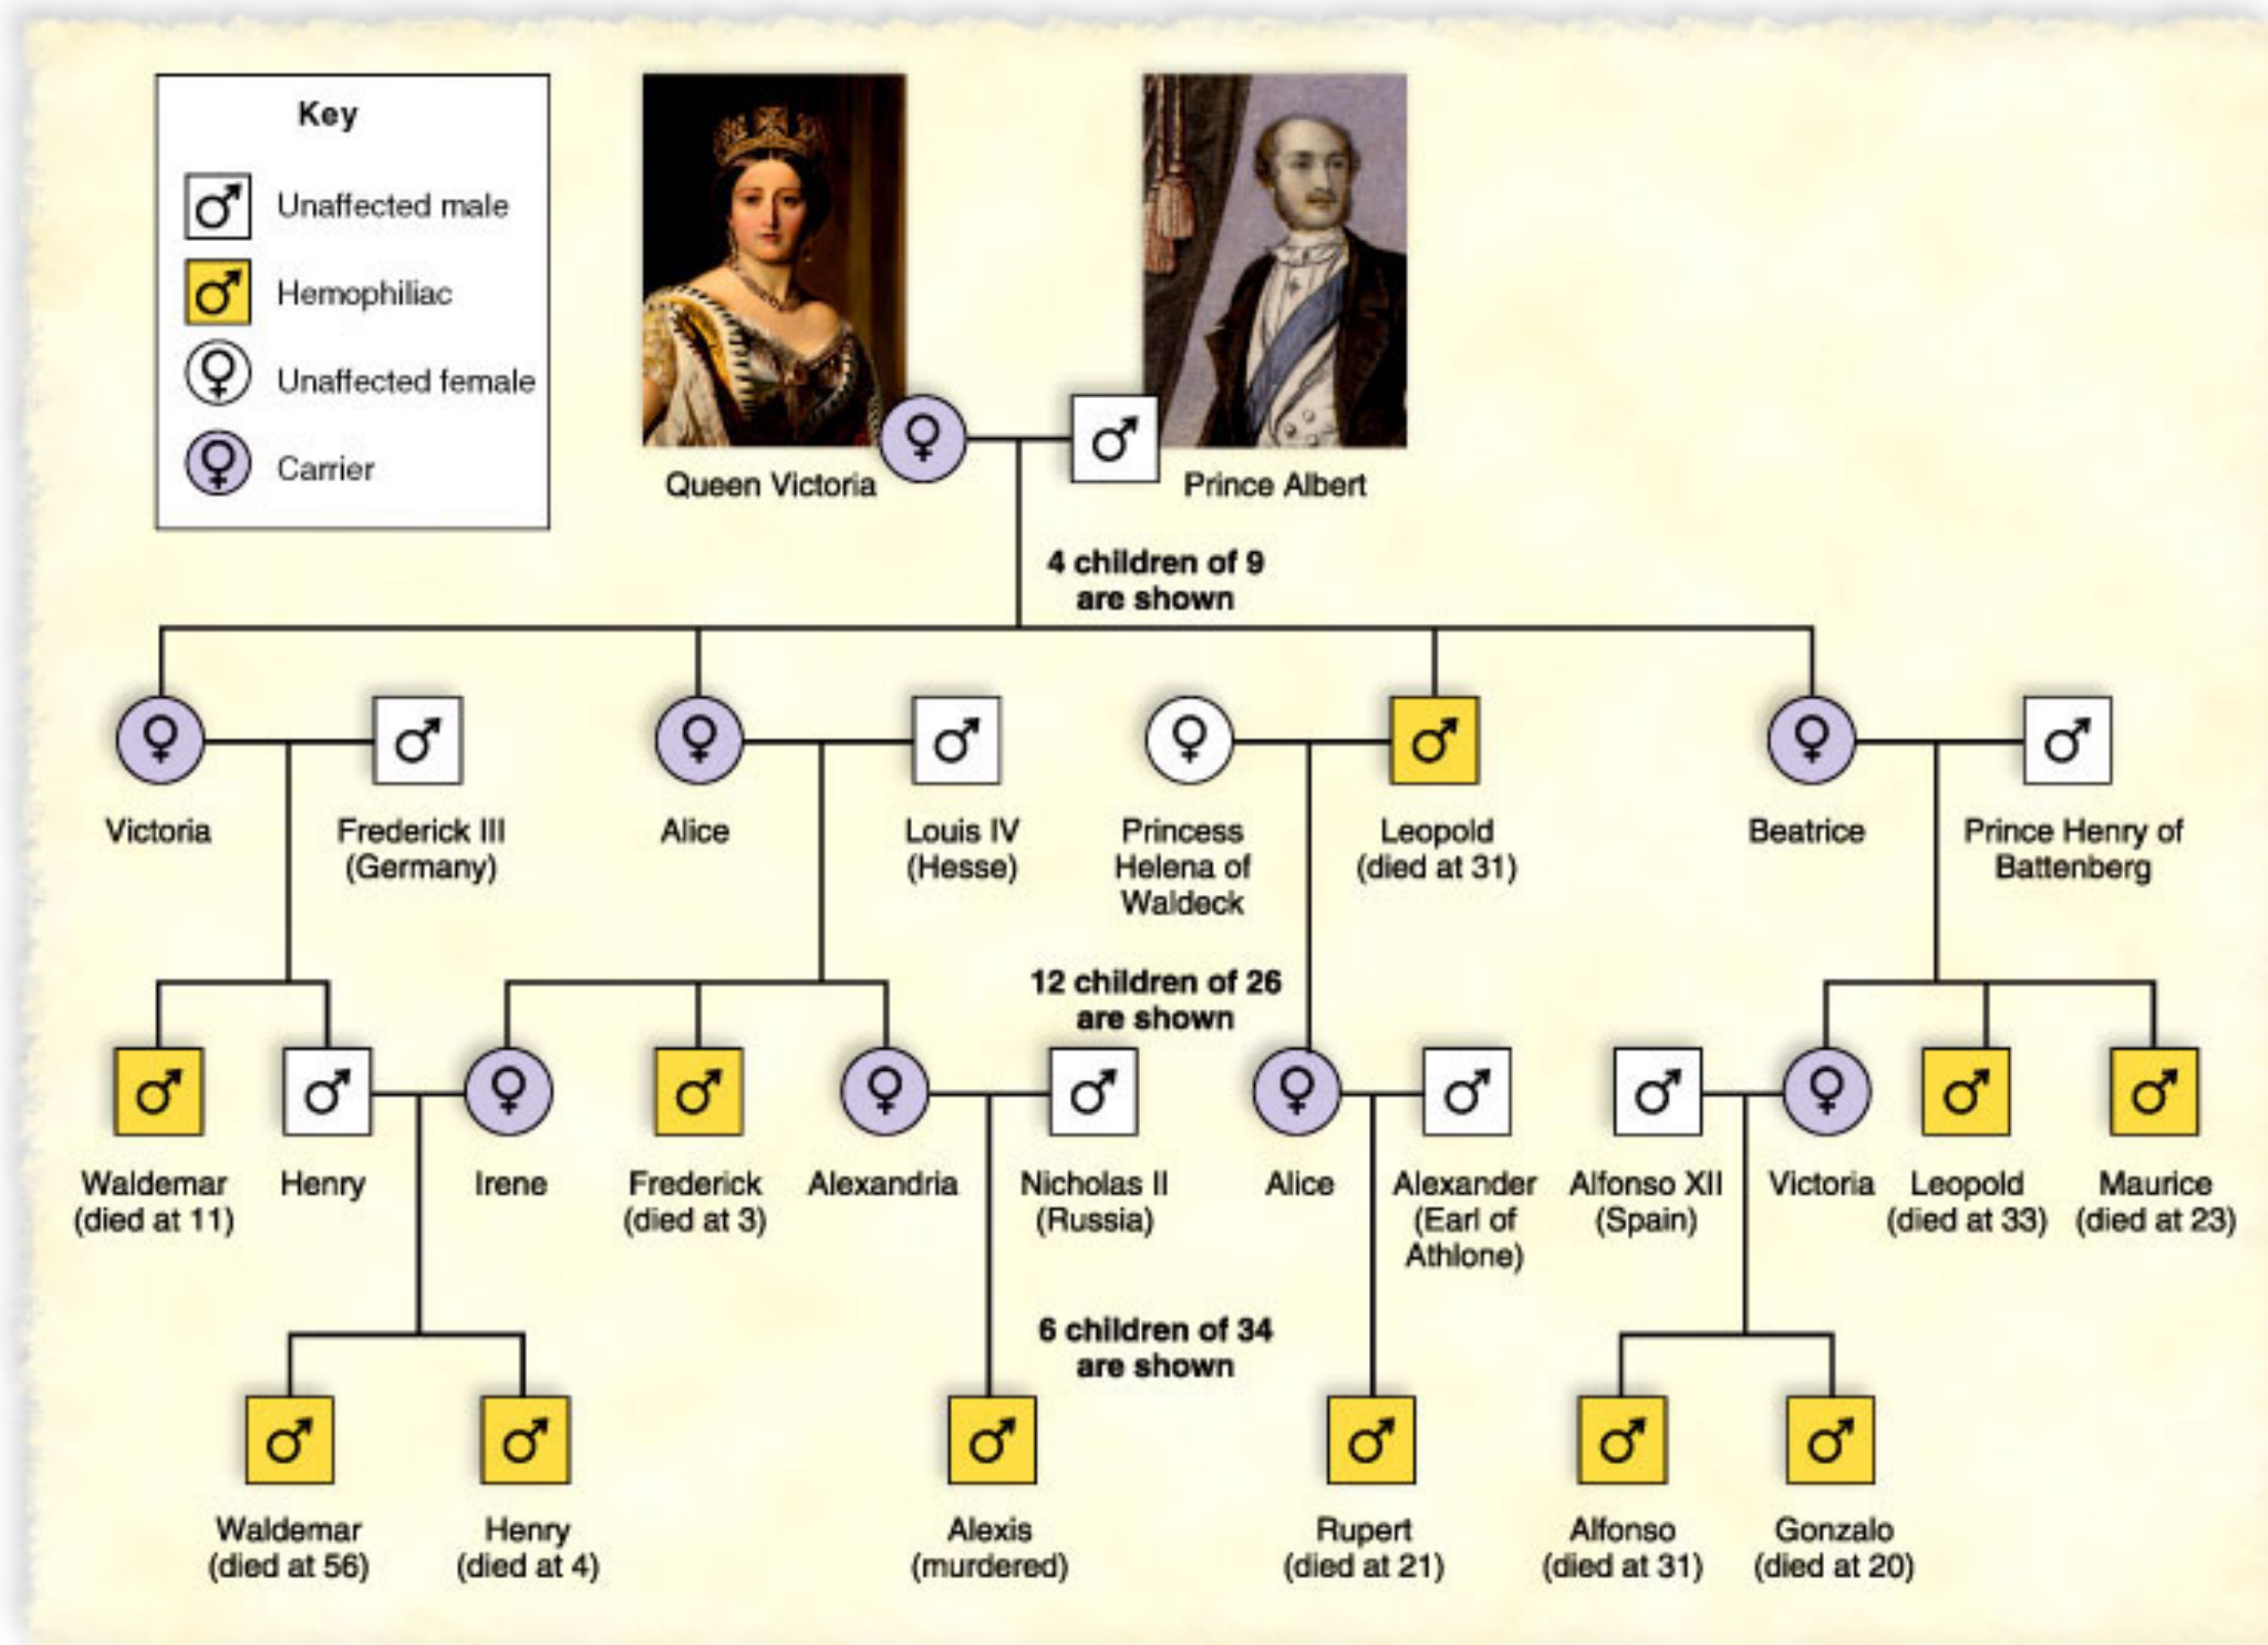 Key
Unaffected male
Hemophiliac
Unaffected female
Carrier
Queen Victoria
Prince Albert
4 children of 9
are shown
Victoria
Frederick III
(Germany)
Alice
Louis IV
(Hesse)
Princess
Helena of
Waldeck
Leopold
(died at 31)
Beatrice
Prince Henry of
Battenberg
12 children of 26
are shown
Waldemar
(died at 11)
Henry
Irene
Frederick
(died at 3)
Alexandria
Nicholas II
(Russia)
Alice
Alexander
(Earl of
Athlone)
Alfonso XII
(Spain)
Victoria
Leopold
(died at 33)
Maurice
(died at 23)
6 children of 34
are shown
Waldemar
(died at 56)
Henry
(died at 4)
Alexis
(murdered)
Rupert
(died at 21)
Alfonso
(died at 31)
Gonzalo
(died at 20)